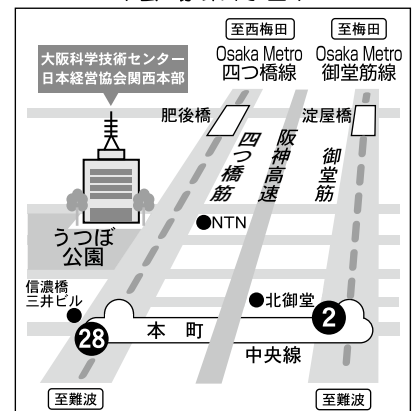 至西梅田
至梅田
Osaka Metro
四つ橋線
Osaka Metro
御堂筋線
大阪科学技術センター
日本経営協会関西本部
肥後橋
淀屋橋
四つ橋筋
阪神高速
御堂筋
NTN
うつぼ
公園
信濃橋
三井ビル
北御堂
2
28
本町
中央線
至難波
至難波